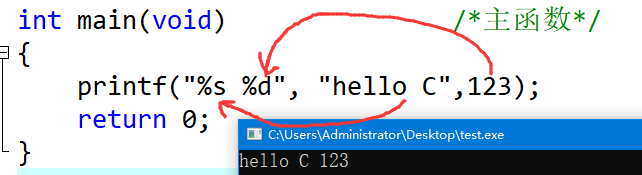 int main(void) /*主函数*/
{
printf("%s %d", "hello C",123);
return 0;
}
C:\Users\Administrator\Desktop\test.exe
hello C 123